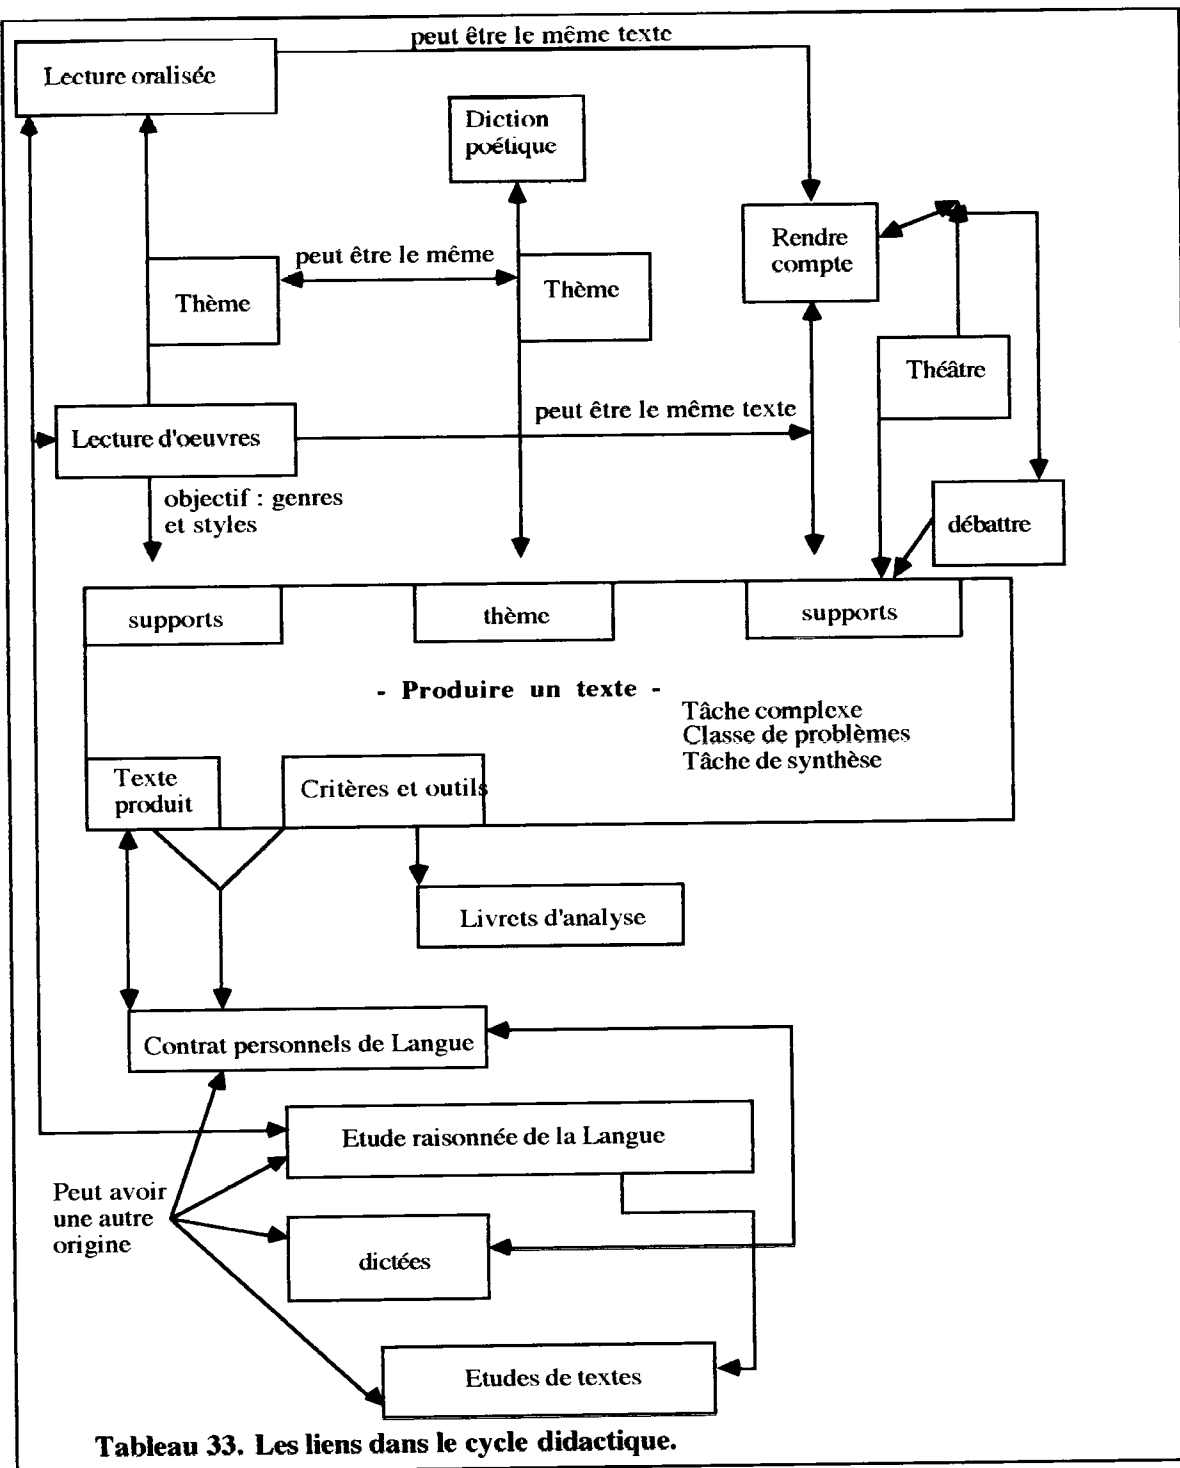 peut être le même texte
Lecture oralisée
Diction
poétique
Rendre
compte
peut être le même
Thème
Thème
Théâtre
peut être le même texte
Lecture d'oeuvres
objectif : genres
et styles
débattre
supports
thème
supports
- Produire un texte -
Tâche complexe
Classe de problèmes
Tâche de synthèse
Texte
produit
Critères et outils
Livrets d'analyse
Contrat personnels de Langue
Etude raisonnée de la Langue
Peut avoir
une autre
origine
dictées
Etudes de textes
Tableau 33. Les liens dans le cycle didactique.